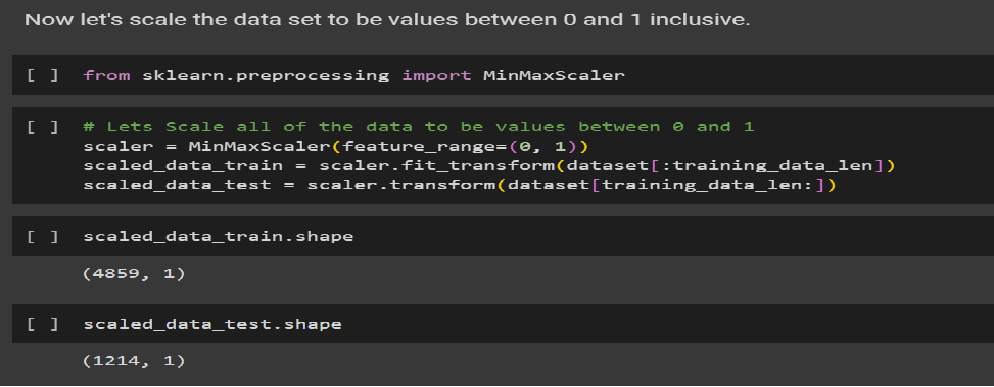 Now let's scale the data set to be values between 0 and 1 inclusive.
[ ] from sklearn.preprocessing import MinMaxScaler
[ ] # Lets Scale all of the data to be values between 0 and 1
scaler = MinMaxScaler(feature_range=(0, 1))
scaled_data_train = scaler.fit_transform(dataset[:training_data_len])
scaled_data_test = scaler.transform(dataset[training_data_len:])
[ ] scaled_data_train.shape
(4859, 1)
[ ] scaled_data_test.shape
(1214, 1)